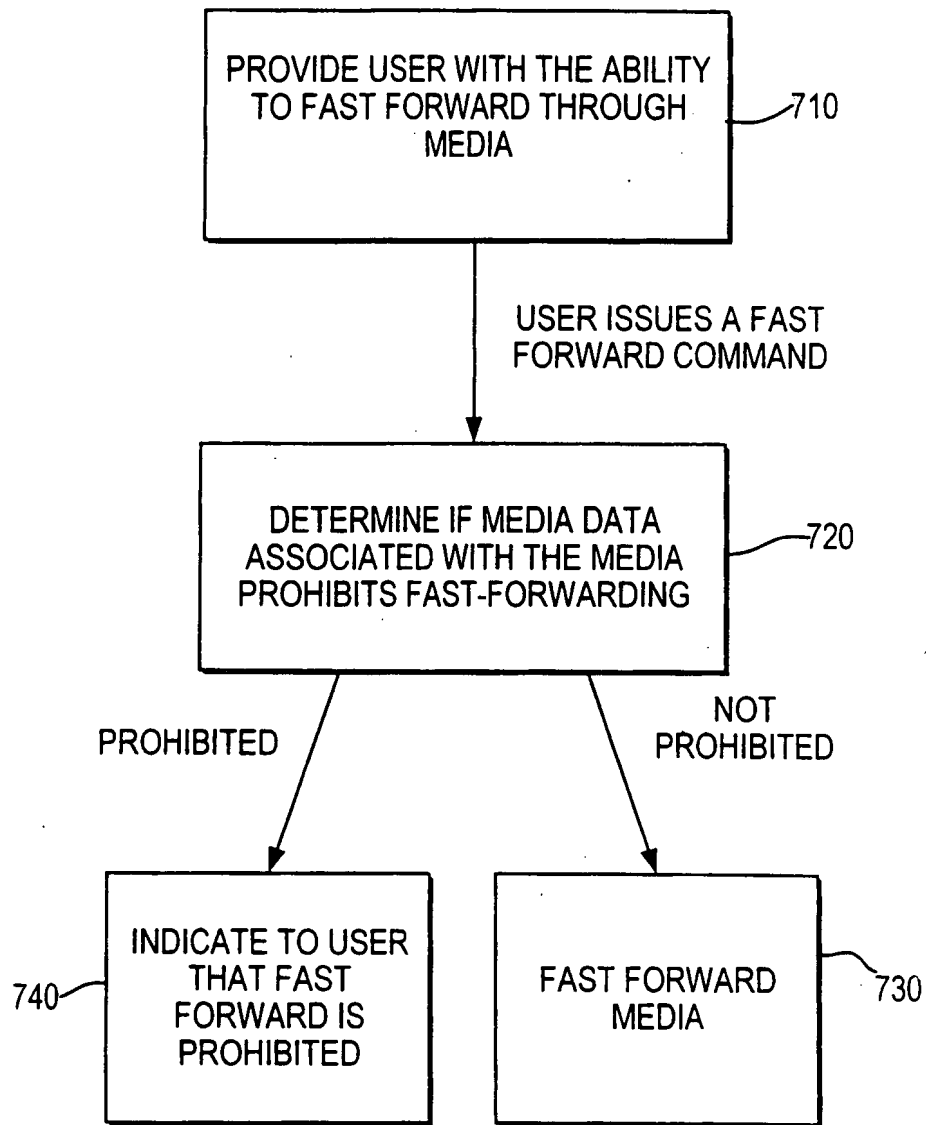 PROVIDE USER WITH THE ABILITY
TO FAST FORWARD THROUGH
MEDIA
710
USER ISSUES A FAST
FORWARD COMMAND
DETERMINE IF MEDIA DATA
ASSOCIATED WITH THE MEDIA
PROHIBITS FAST-FORWARDING
720
PROHIBITED
NOT
PROHIBITED
INDICATE TO USER
THAT FAST
FORWARD IS
PROHIBITED
740
FAST FORWARD
MEDIA
730